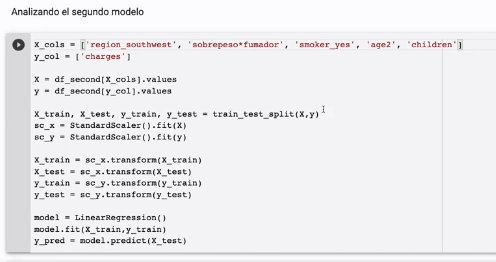 Analizando el segundo modelo
X_cols = ['region_southwest', 'sobrepeso*fumador', 'smoker_yes', 'age2', 'children']
y_col = ['charges']
X = df_second[X_cols].values
y = df_second[y_col].values
X_train, X_test, y_train, y_test = train_test_split(X,y)
sc_x = StandardScaler().fit(X)
sc_y = StandardScaler().fit(y)
X_train = sc_x.transform(X_train)
X_test = sc_x.transform(X_test)
y_train = sc_y.transform(y_train)
y_test = sc_y.transform(y_test)
model = LinearRegression()
model.fit(X_train,y_train)
y_pred = model.predict(X_test)